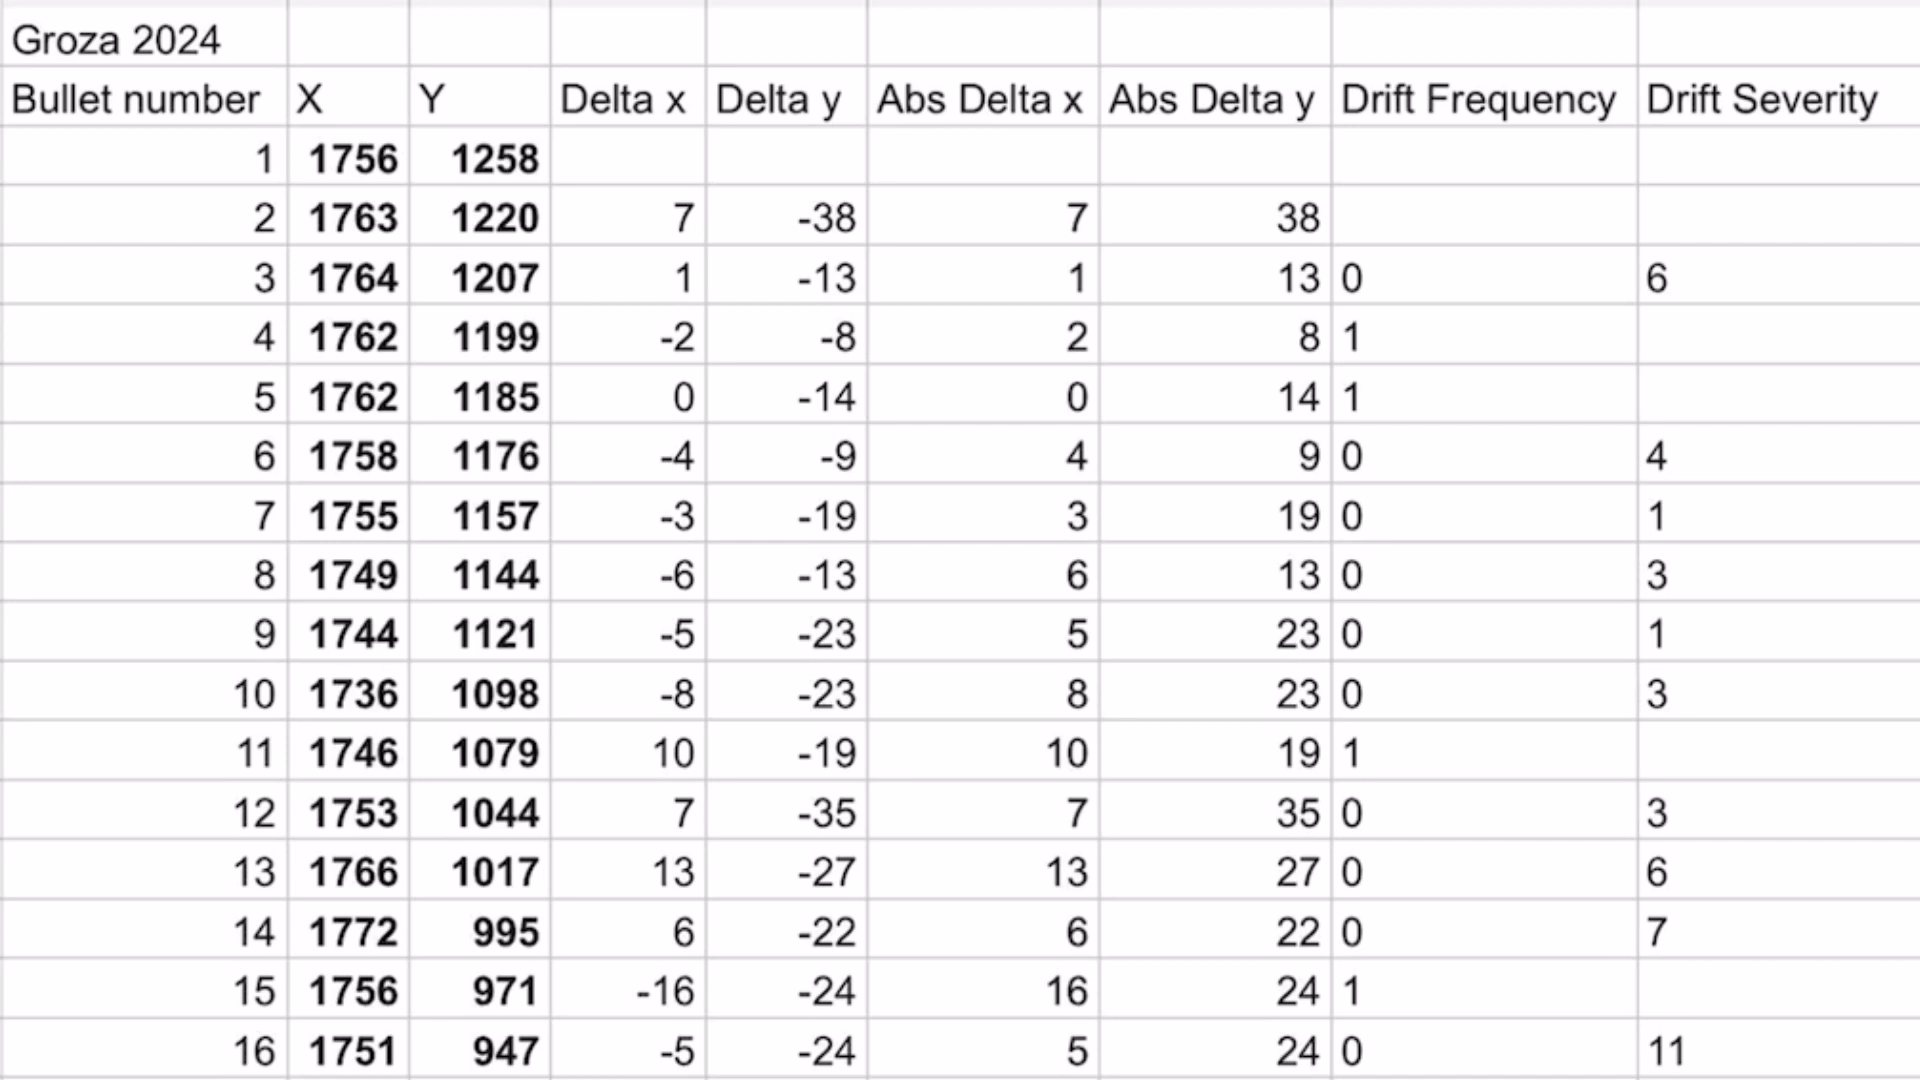 Groza 2024
Bullet number X Y Delta x Delta y Abs Delta x Abs Delta y Drift Frequency Drift Severity
1 1756 1258
2 1763 1220 7 -38 7 38
3 1764 1207 1 -13 1 13 0 6
4 1762 1199 -2 -8 2 8 1
5 1762 1185 0 -14 0 14 1
6 1758 1176 -4 -9 4 9 0 4
7 1755 1157 -3 -19 3 19 0 1
8 1749 1144 -6 -13 6 13 0 3
9 1744 1121 -5 -23 5 23 0 1
10 1736 1098 -8 -23 8 23 0 3
11 1746 1079 10 -19 10 19 1
12 1753 1044 7 -35 7 35 0 3
13 1766 1017 13 -27 13 27 0 6
14 1772 995 6 -22 6 22 0 7
15 1756 971 -16 -24 16 24 1
16 1751 947 -5 -24 5 24 0 11